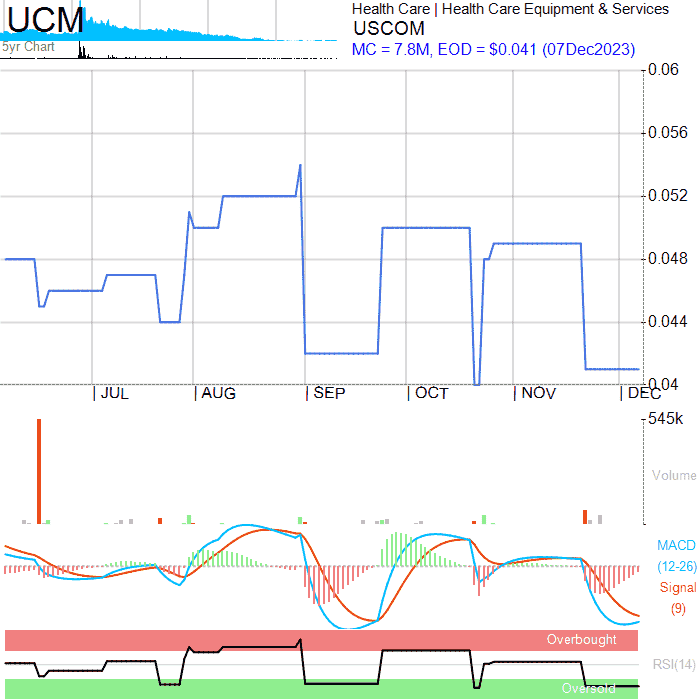 UCM
5yr Chart
Health Care | Health Care Equipment & Services
USCOM
MC = 7.8M, EOD = $0.041 (07Dec2023)
0.06
0.056
0.052
0.048
0.044
0.04
JUL AUG SEP OCT NOV DEC
545k
Volume
MACD
(12-26)
Signal
(9)
Overbought
RSI(14)
Oversold